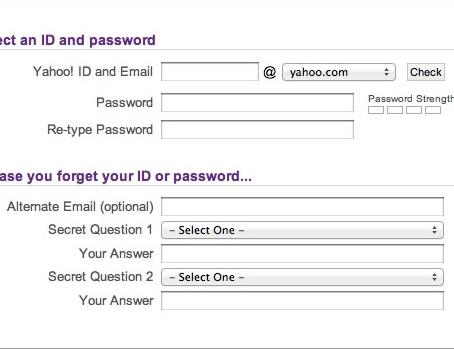 ect an ID and password
Yahoo! ID and Email @ yahoo.com Check
Password Password Strength
Re-type Password
ase you forget your ID or password...
Alternate Email (optional)
Secret Question 1 – Select One –
Your Answer
Secret Question 2 – Select One –
Your Answer